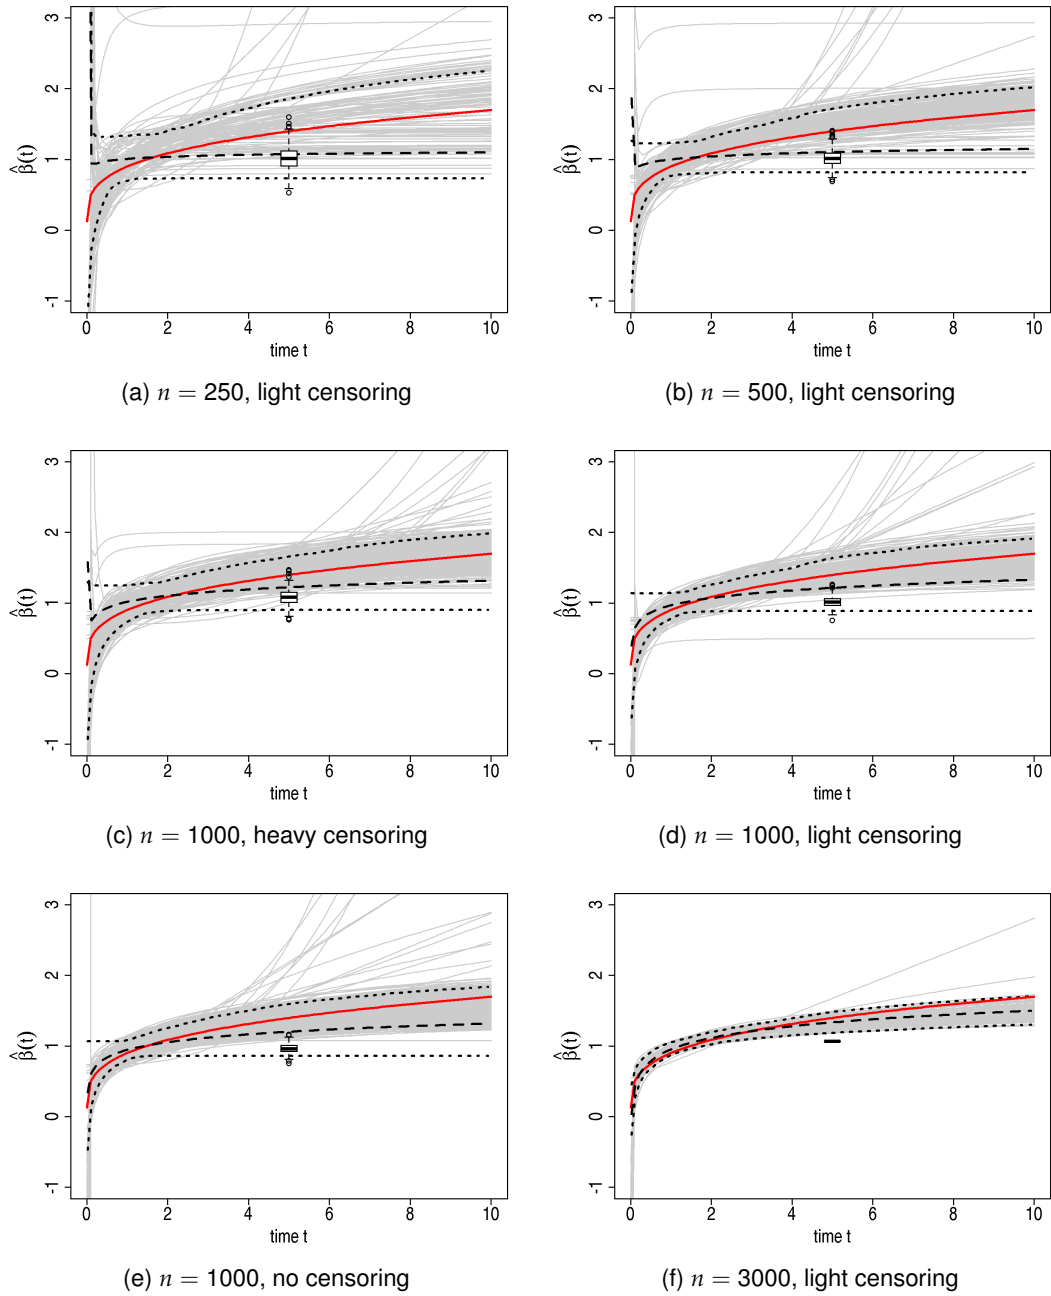 3
2
1
0
-1
β̂(t)
0 2 4 6 8 10
time t
(a) n = 250, light censoring
3
2
1
0
-1
β̂(t)
0 2 4 6 8 10
time t
(b) n = 500, light censoring
3
2
1
0
-1
β̂(t)
0 2 4 6 8 10
time t
(c) n = 1000, heavy censoring
3
2
1
0
-1
β̂(t)
0 2 4 6 8 10
time t
(d) n = 1000, light censoring
3
2
1
0
-1
β̂(t)
0 2 4 6 8 10
time t
(e) n = 1000, no censoring
3
2
1
0
-1
β̂(t)
0 2 4 6 8 10
time t
(f) n = 3000, light censoring